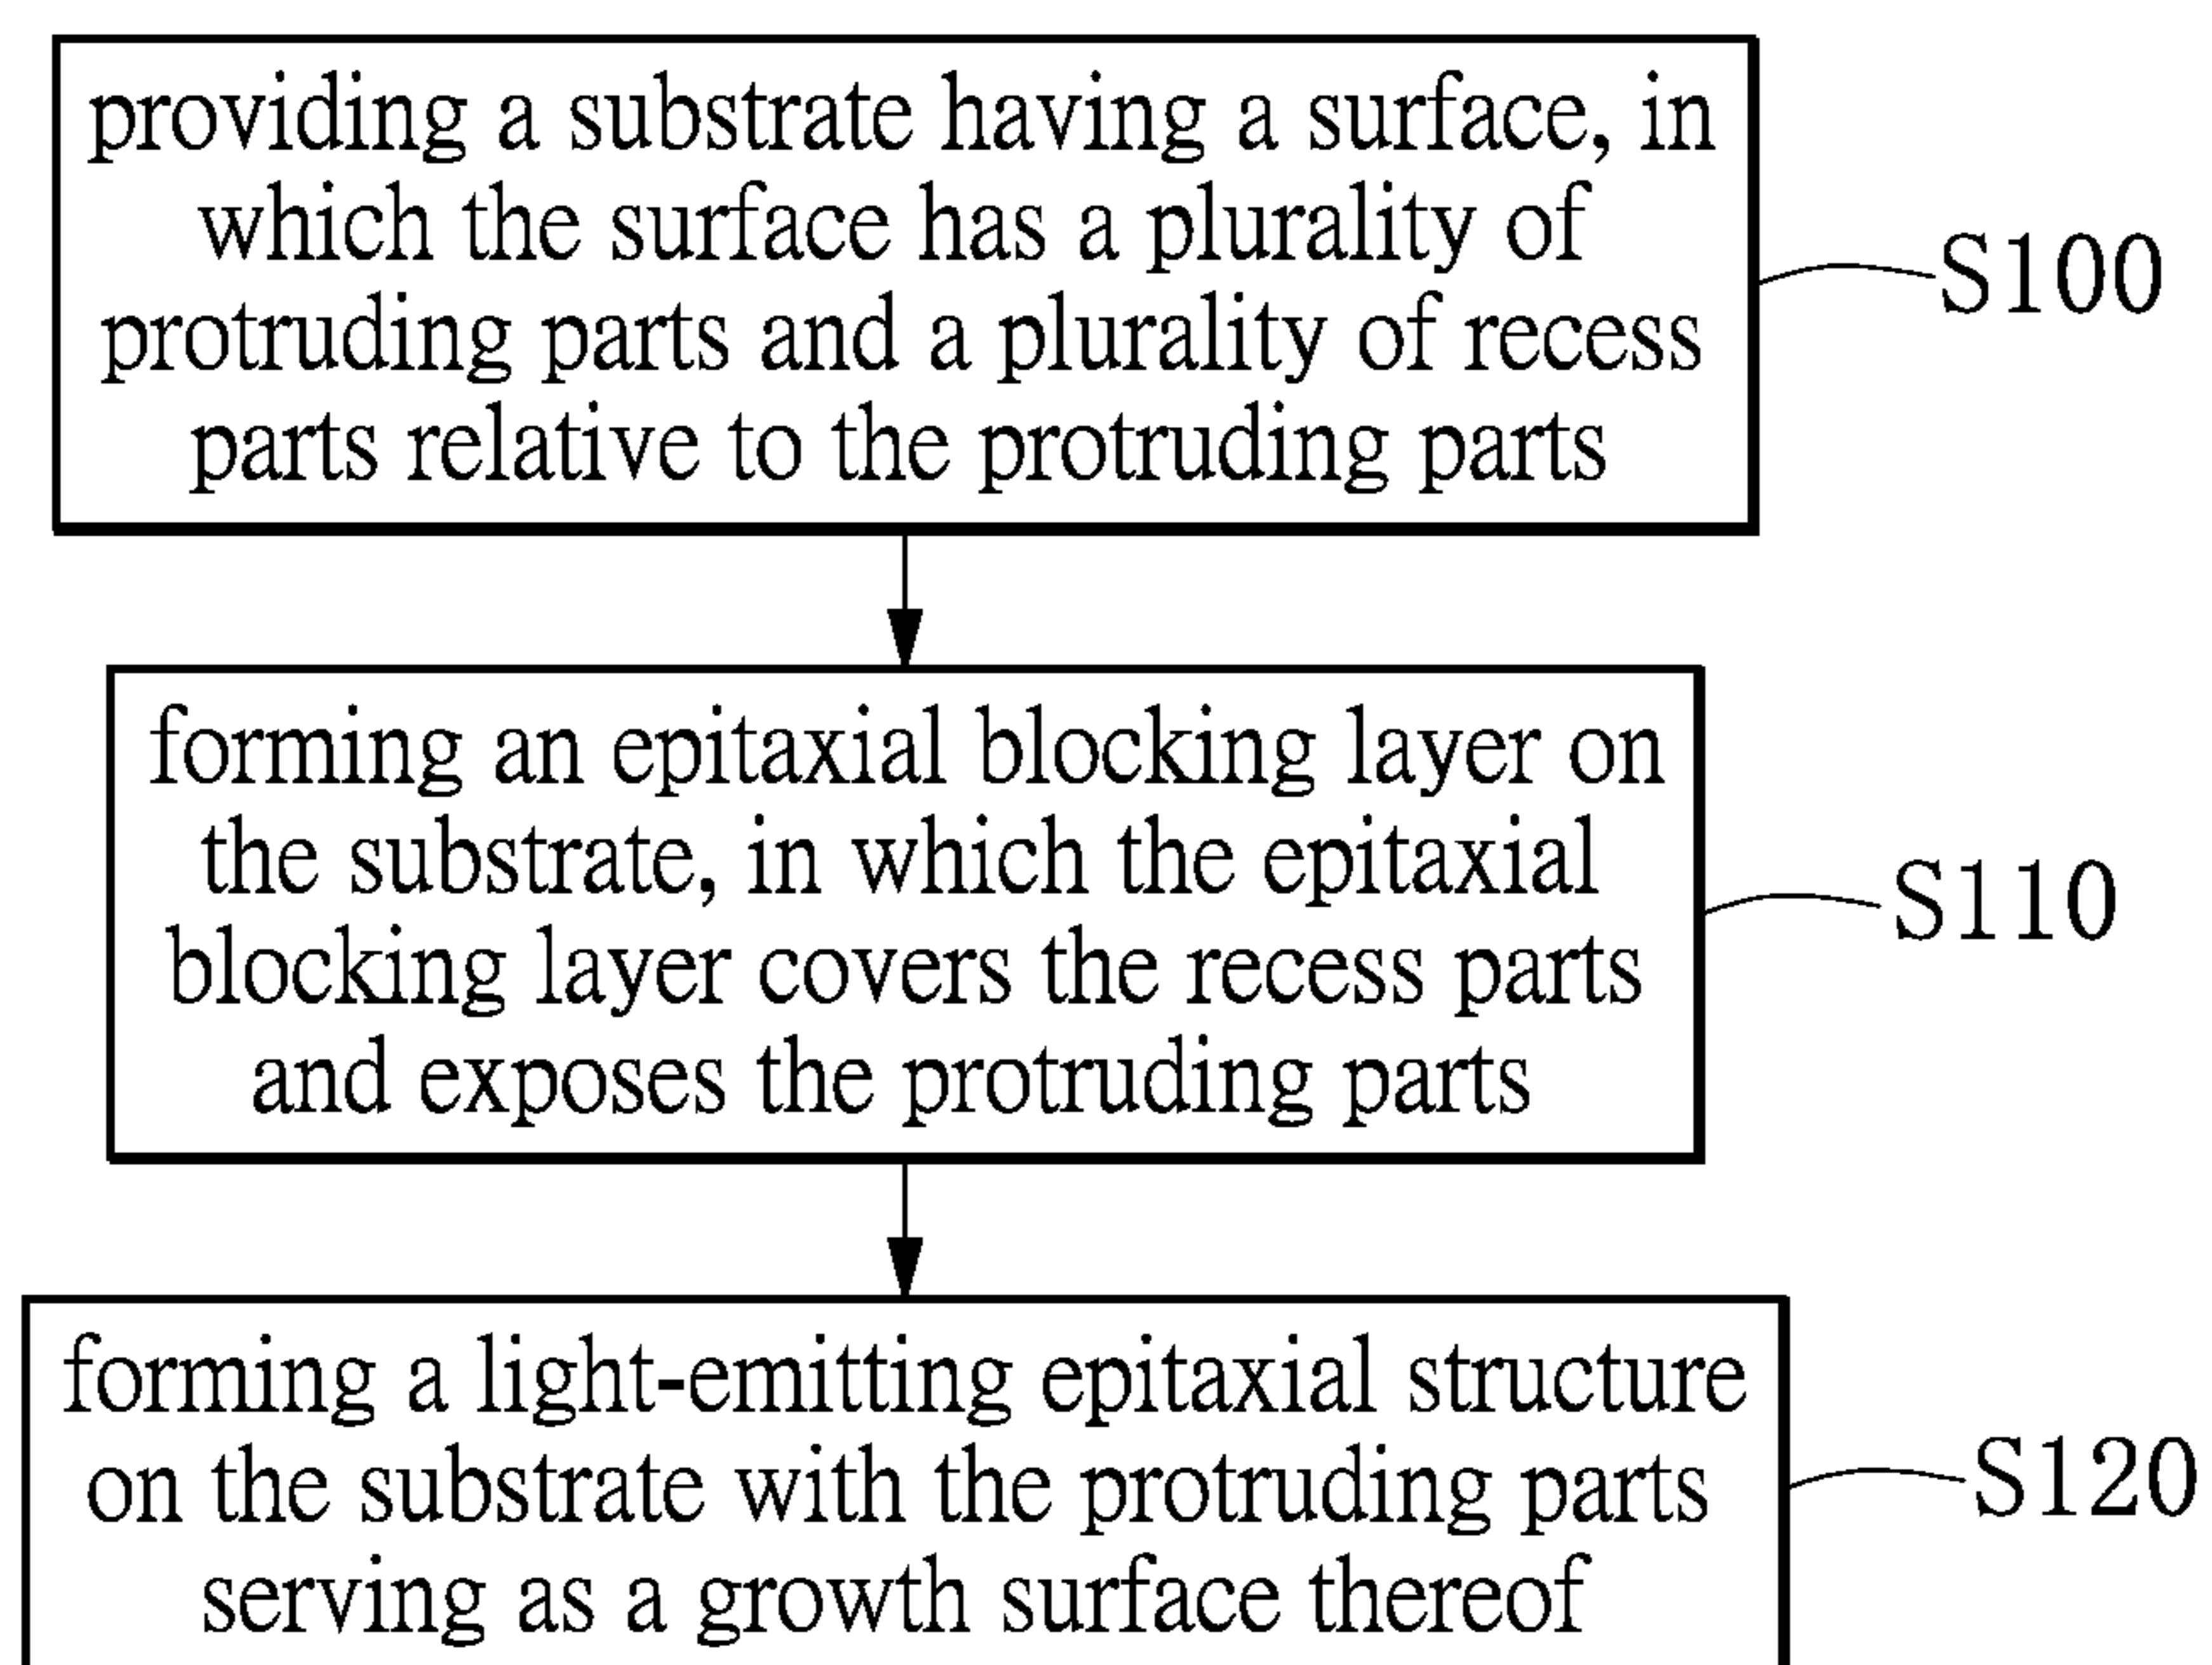 providing a substrate having a surface, in
which the surface has a plurality of
protruding parts and a plurality of recess
parts relative to the protruding parts
S100
forming an epitaxial blocking layer on
the substrate, in which the epitaxial
blocking layer covers the recess parts
and exposes the protruding parts
S110
forming a light-emitting epitaxial structure
on the substrate with the protruding parts
serving as a growth surface thereof
S120